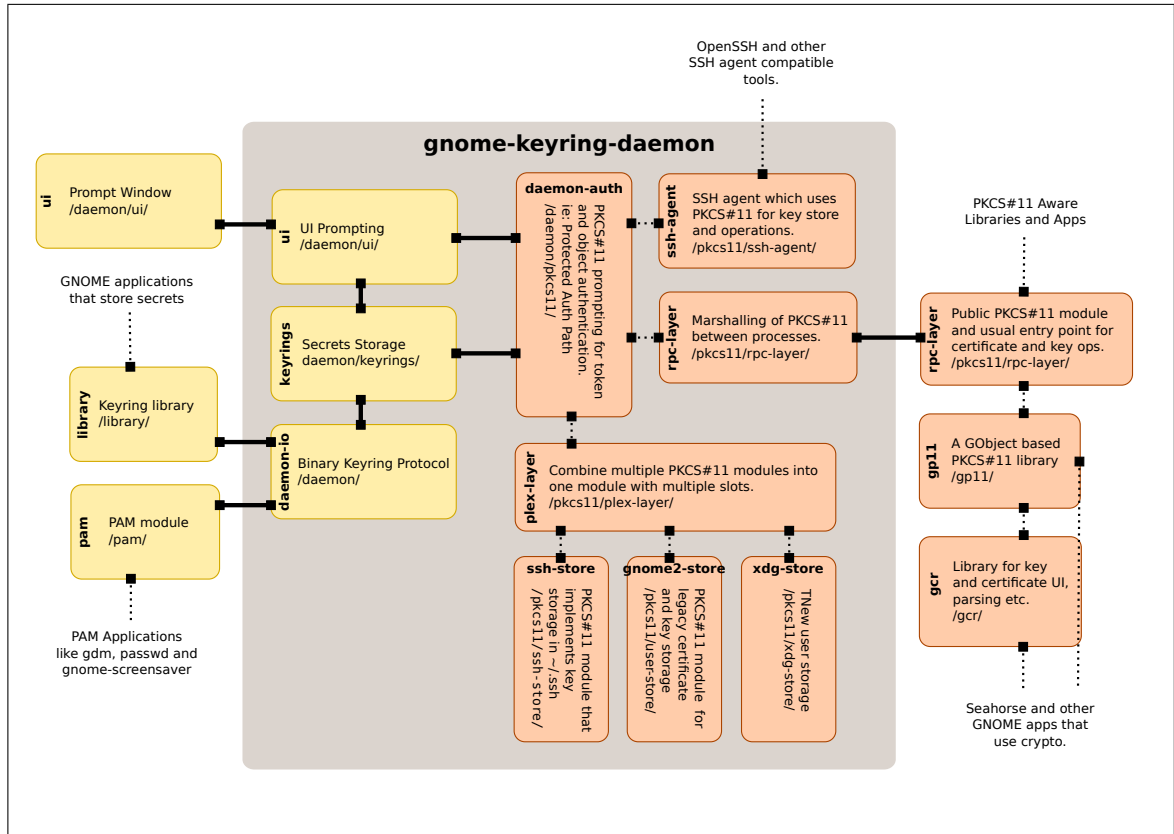 OpenSSH and other
SSH agent compatible
tools.
gnome-keyring-daemon
ui
Prompt Window
/daemon/ui/
ui
UI Prompting
/daemon/ui/
daemon-auth
PKCS#11 prompting for token
and object authentication.
ie: Protected Auth Path
/daemon/pkcs11/
ssh-agent
SSH agent which uses
PKCS#11 for key store
and operations.
/pkcs11/ssh-agent/
PKCS#11 Aware
Libraries and Apps
GNOME applications
that store secrets
keyrings
Secrets Storage
daemon/keyrings/
rpc-layer
Marshalling of PKCS#11
between processes.
/pkcs11/rpc-layer/
rpc-layer
Public PKCS#11 module
and usual entry point for
certificate and key ops.
/pkcs11/rpc-layer/
library
Keyring library
/library/
daemon-io
Binary Keyring Protocol
/daemon/
plex-layer
Combine multiple PKCS#11 modules into
one module with multiple slots.
/pkcs11/plex-layer/
gp11
A GObject based
PKCS#11 library
/gp11/
pam
PAM module
/pam/
ssh-store
PKCS#11 module that
implements key
storage in ~/.ssh
/pkcs11/ssh-store/
gnome2-store
PKCS#11 module for
legacy certificate
and key storage
/pkcs11/user-store/
xdg-store
TNew user storage
/pkcs11/xdg-store/
gcr
Library for key
and certificate UI,
parsing etc.
/gcr/
PAM Applications
like gdm, passwd and
gnome-screensaver
Seahorse and other
GNOME apps that
use crypto.